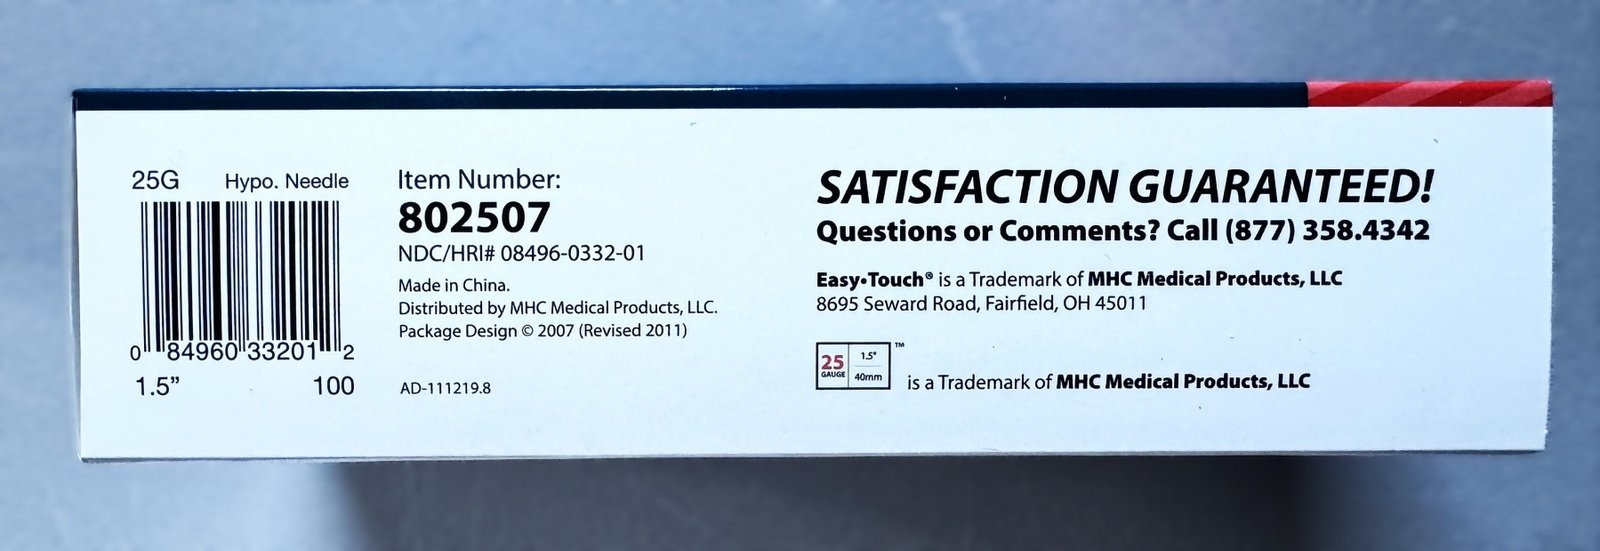 25G Hypo. Needle
0 84960 33201 2
1.5” 100
Item Number:
802507
NDC/HRI# 08496-0332-01
Made in China.
Distributed by MHC Medical Products, LLC.
Package Design © 2007 (Revised 2011)
AD-111219.8
SATISFACTION GUARANTEED!
Questions or Comments? Call (877) 358.4342
Easy•Touch® is a Trademark of MHC Medical Products, LLC
8695 Seward Road, Fairfield, OH 45011
25 GAUGE 1.5" 40mm ™ is a Trademark of MHC Medical Products, LLC